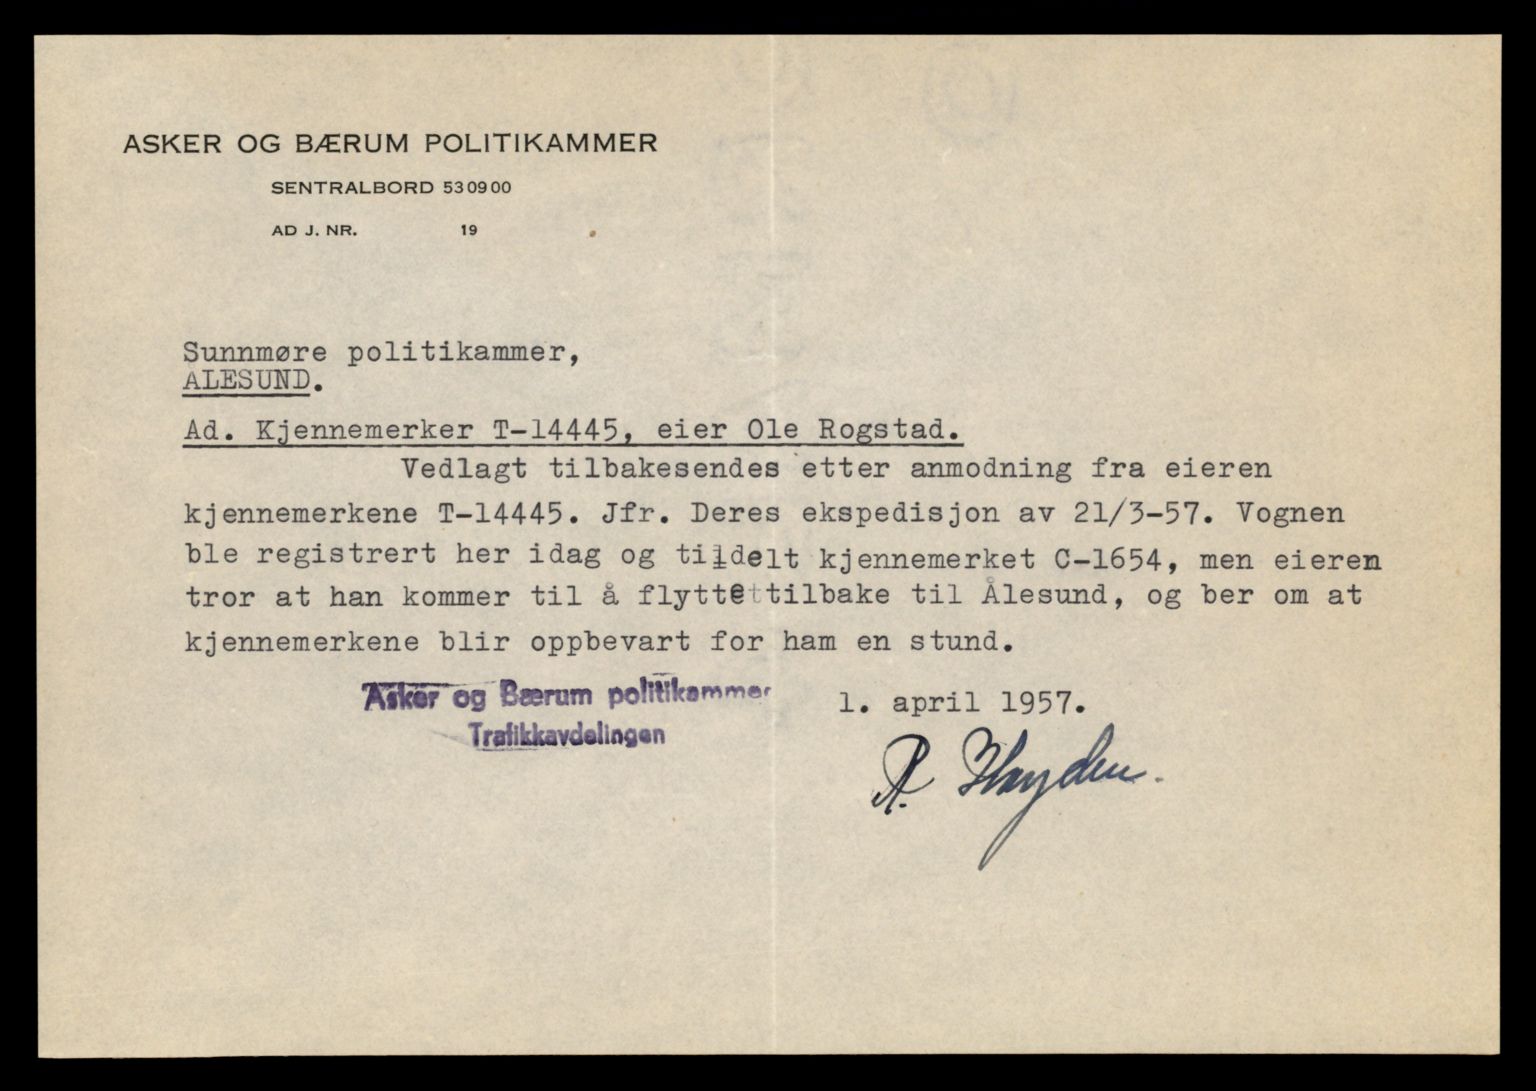 ASKER OG BÆRUM POLITIKAMMER
SENTRALBORD 530900
AD J. NR. 19
Sunnmøre politikammer,
ALESUND.
Ad. Kjennemerker T-14445, eier Ole Rogstad.
Vedlagt tilbakesendes etter anmodning fra eieren
kjennemerkene T-14445. Jfr. Deres ekspedisjon av 21/3-57. Vognen
ble registrert her idag og tildelt kjennemerket C-1654, men eieren
tror at han kommer til å flytte tilbake til Ålesund, og ber om at
kjennemerkene blir oppbevart for ham en stund.
Asker og Bærum politikammer
Trafikkavdelingen
1. april 1957.